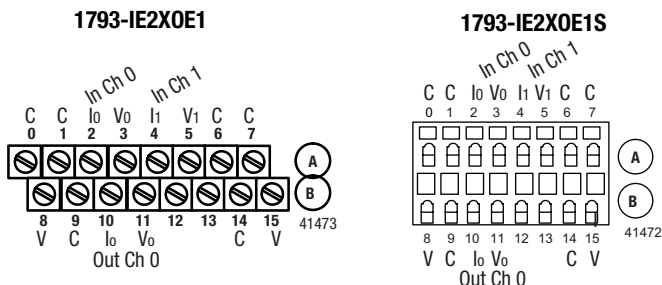 1793-IE2XOE1
In Ch 0
In Ch 1
C C I0 V0 I1 V1 C C
0 1 2 3 4 5 6 7
A
B
8 9 10 11 12 13 14 15
V C I0 V0 C V
Out Ch 0
41473
1793-IE2XOE1S
In Ch 0
In Ch 1
C C I0 V0 I1 V1 C C
0 1 2 3 4 5 6 7
A
B
8 9 10 11 12 13 14 15
V C I0 V0 C V
Out Ch 0
41472